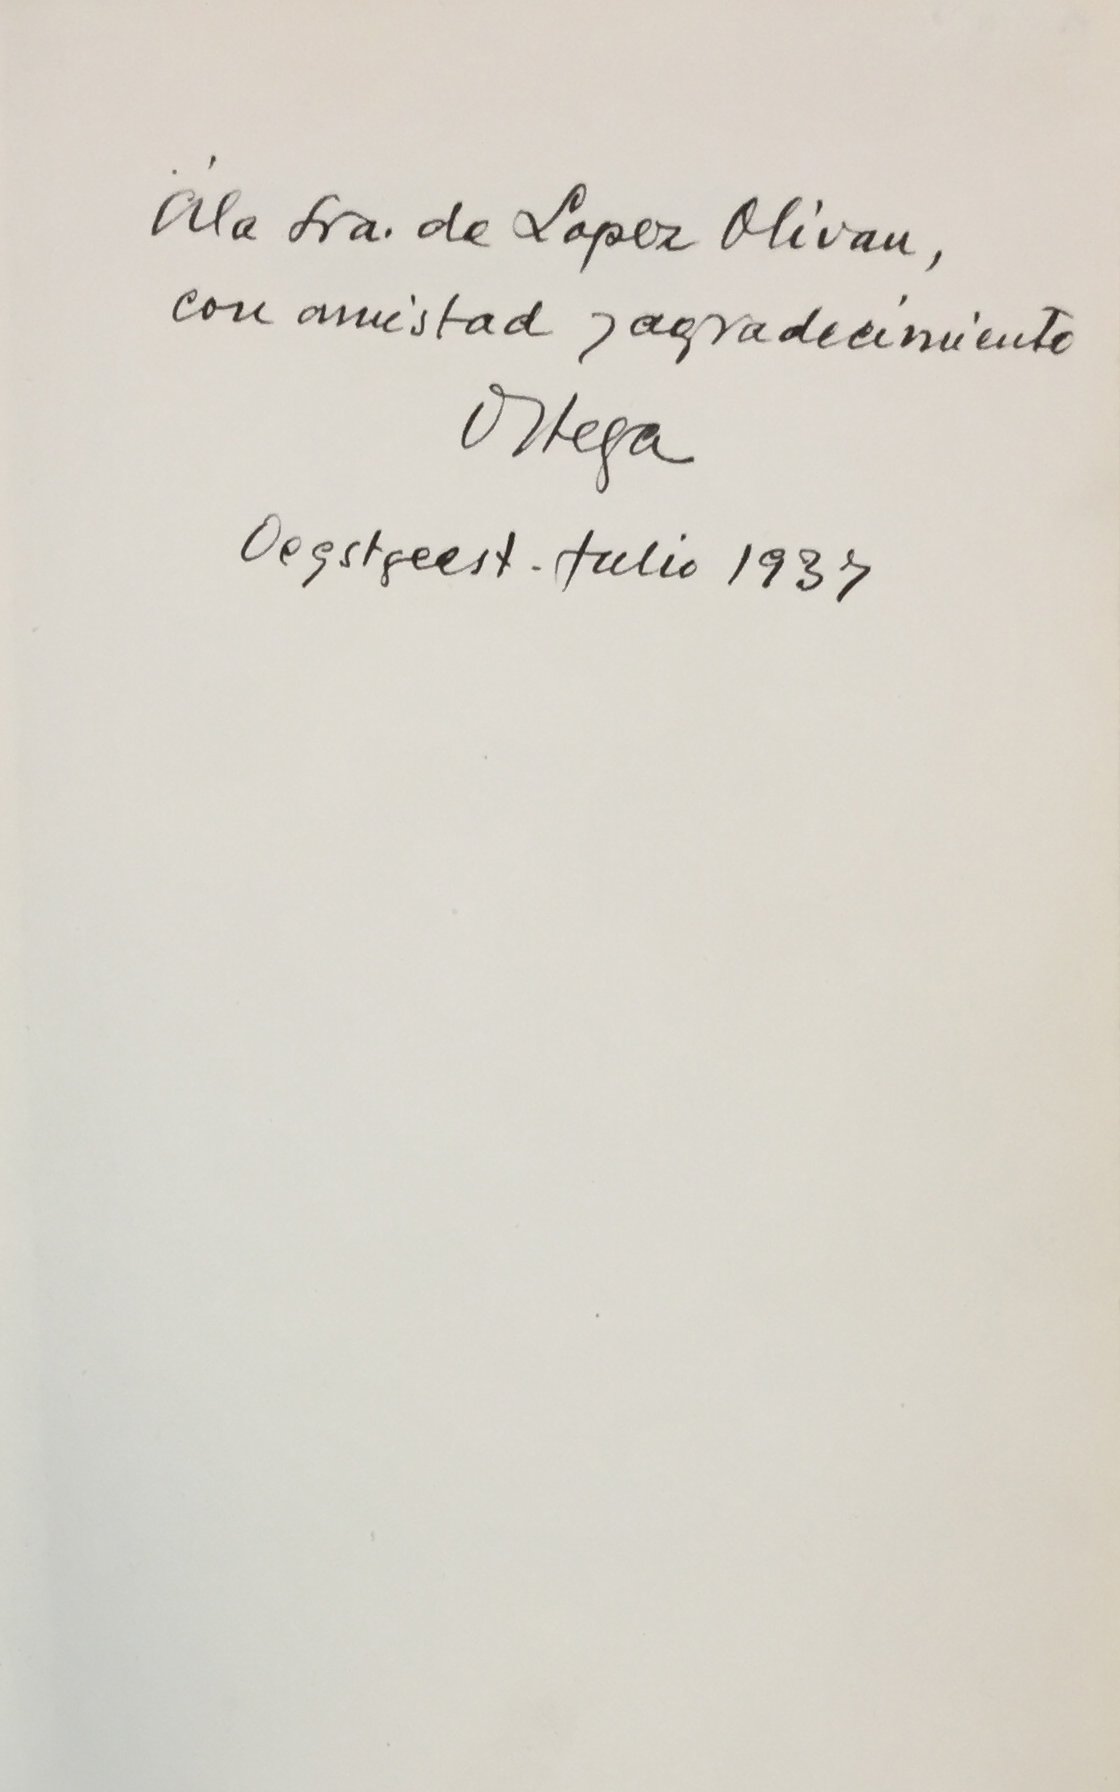 Á la Sra. de Lopez Olivan,
con amistad y agradecimiento
Ortega
Oegstgeest - Julio 1937